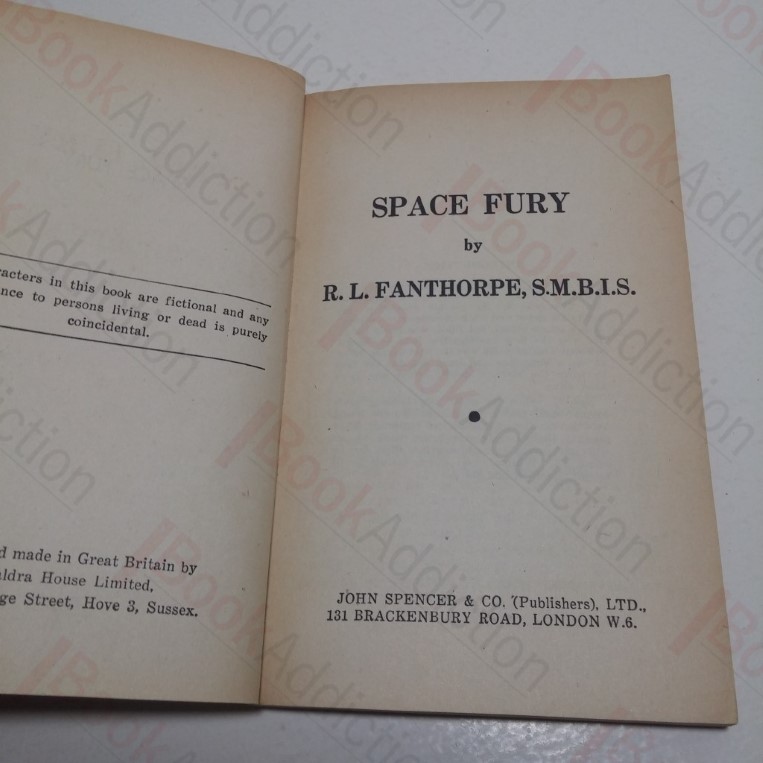 acters in this book are fictional and any
nce to persons living or dead is purely
coincidental.
d made in Great Britain by
ldra House Limited,
ge Street, Hove 3, Sussex.
SPACE FURY
by
R. L. FANTHORPE, S.M.B.I.S.
JOHN SPENCER & CO. (Publishers), LTD.,
131 BRACKENBURY ROAD, LONDON W.6.
BookAddiction